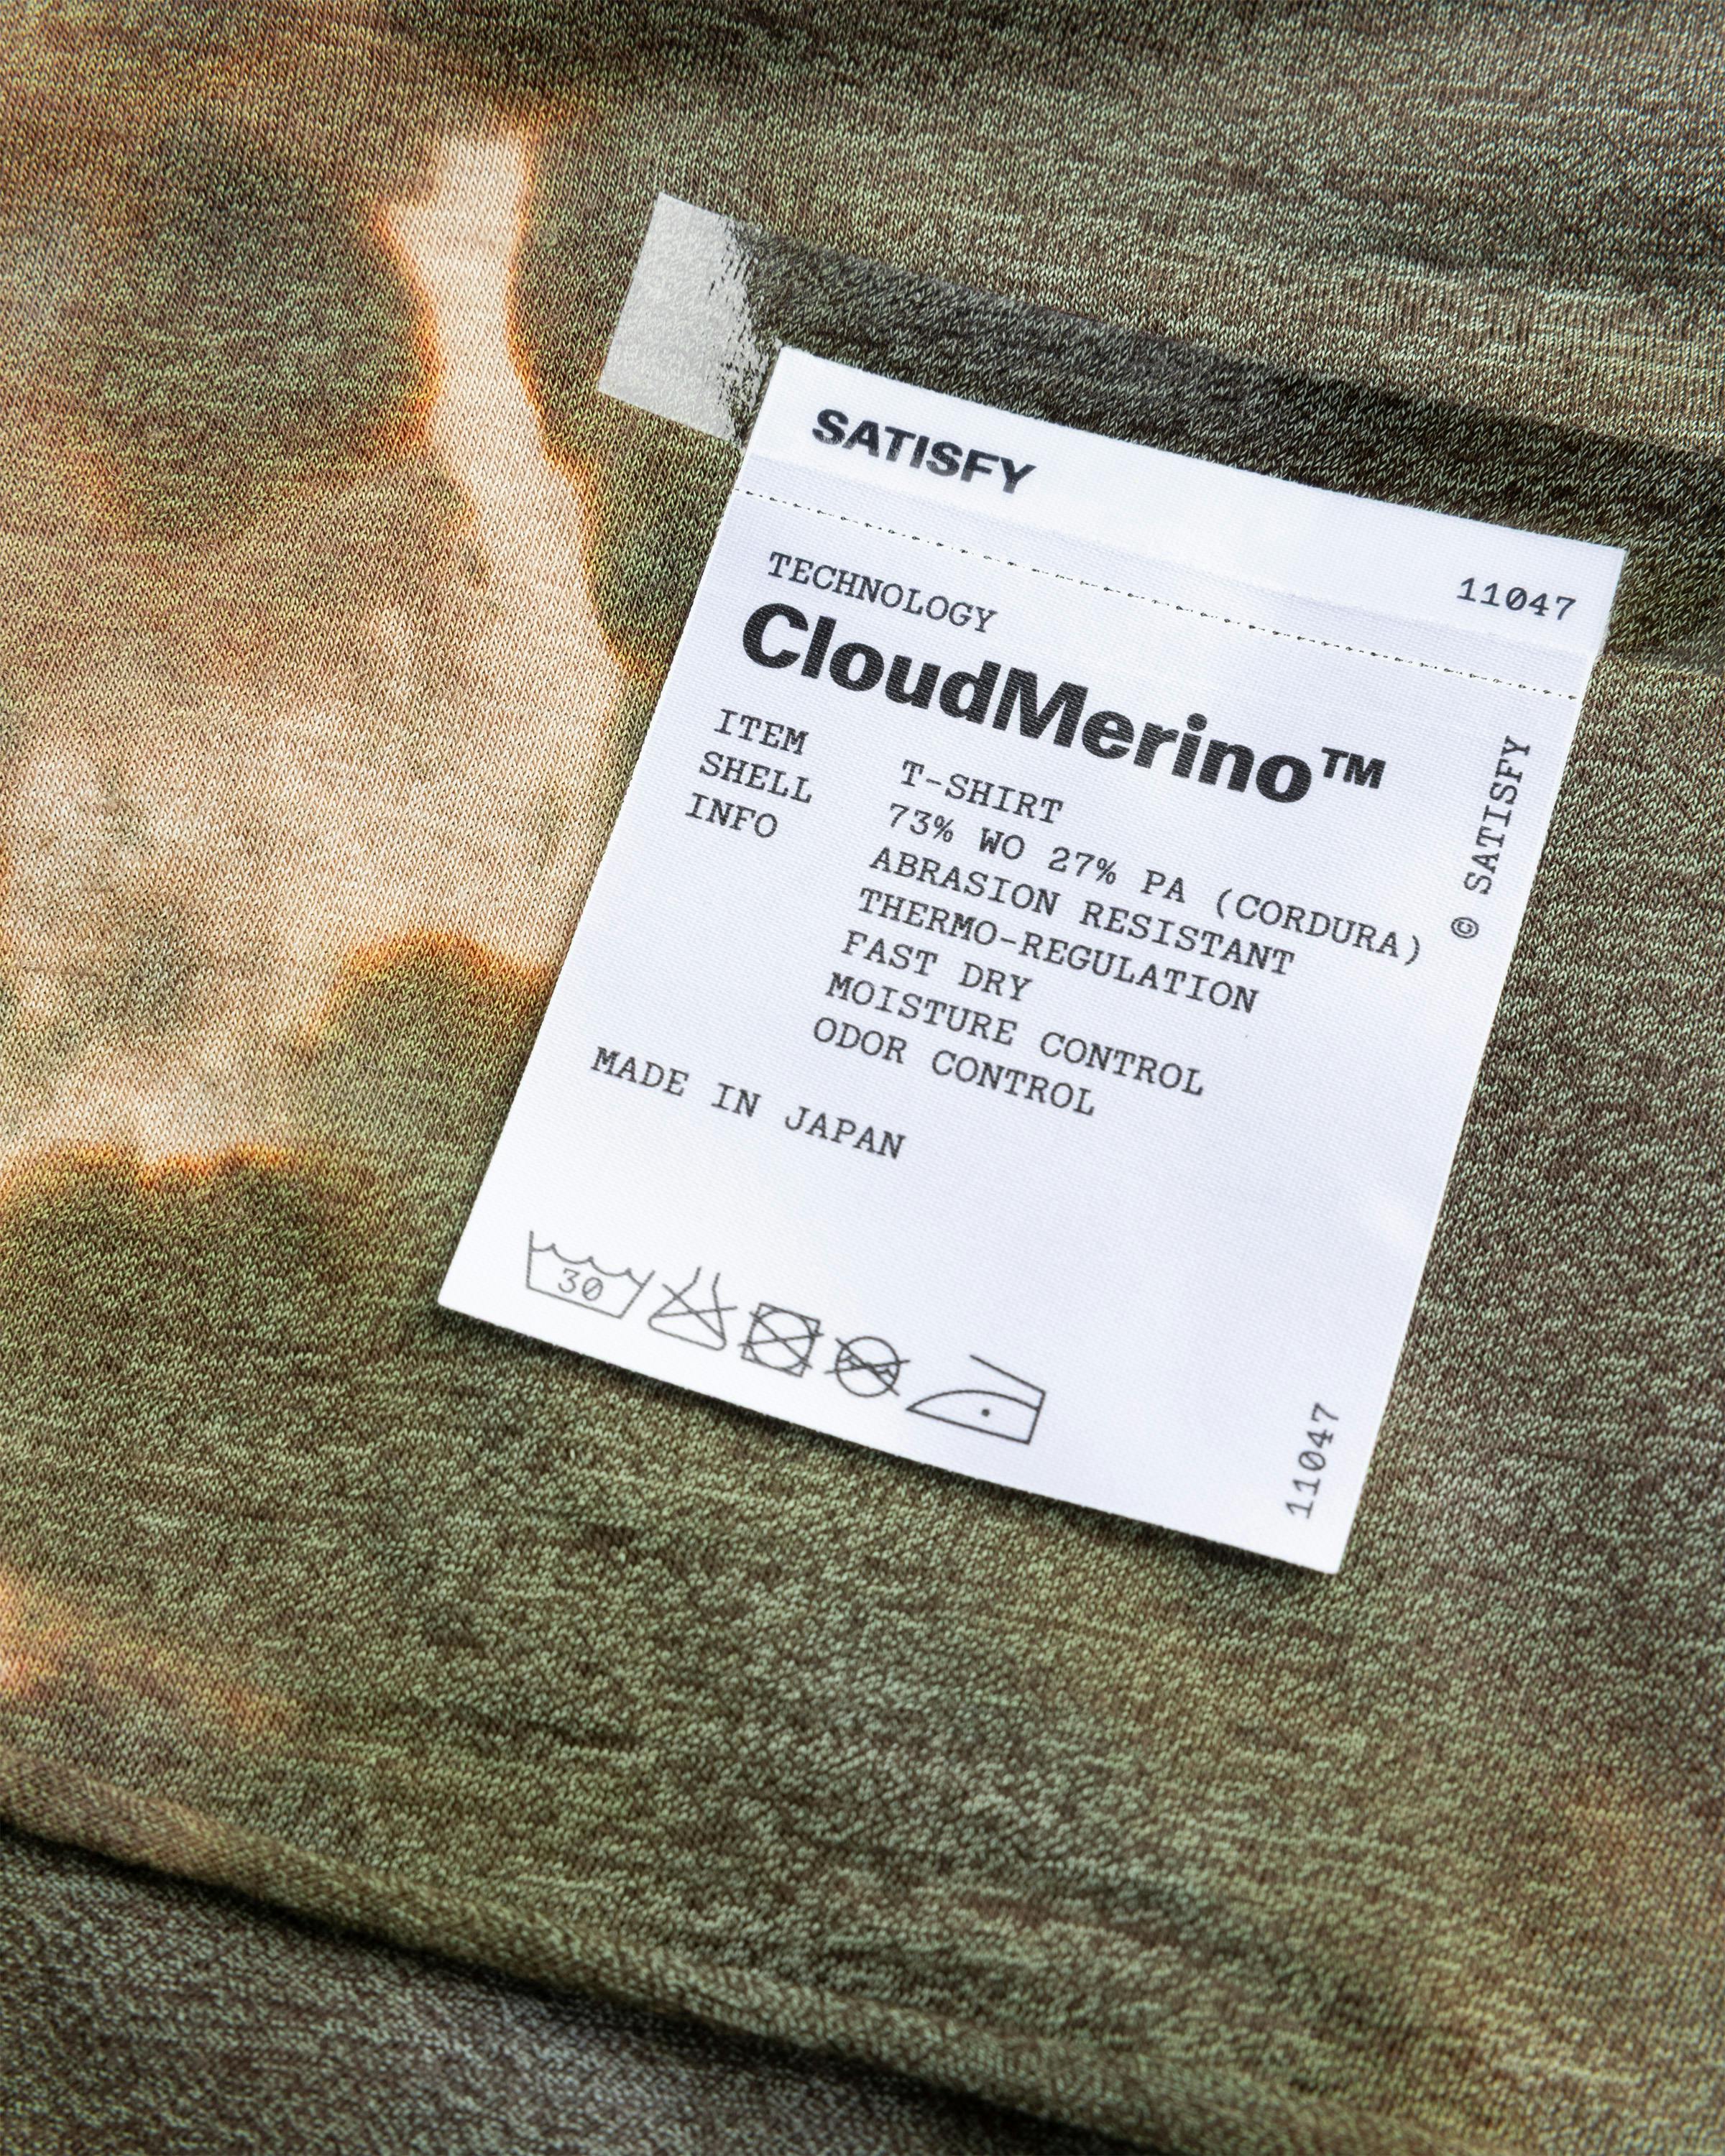 SATISFY
11047
TECHNOLOGY
CloudMerino™
ITEM T-SHIRT
SHELL 73% WO 27% PA (CORDURA)
INFO ABRASION RESISTANT
THERMO-REGULATION
FAST DRY
MOISTURE CONTROL
ODOR CONTROL
MADE IN JAPAN
30
© SATISFY
11047